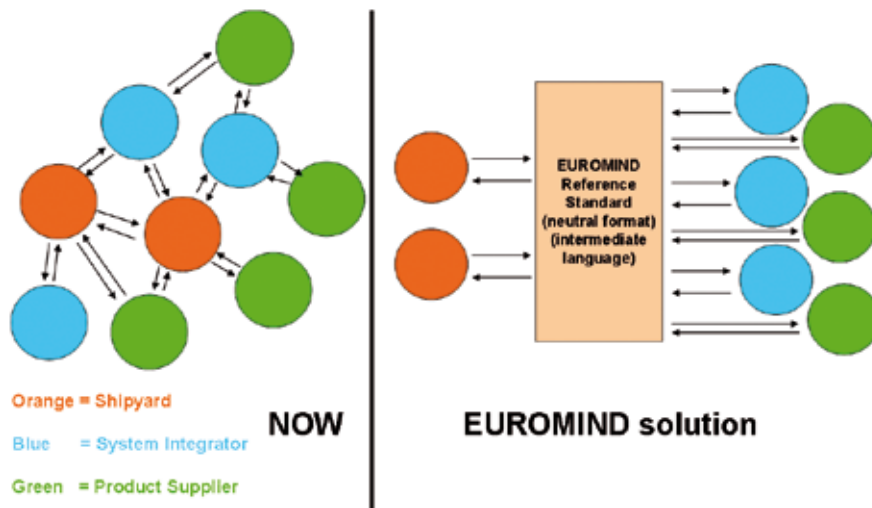 EUROMIND
Reference
Standard
(neutral format)
(intermediate
language)
Orange = Shipyard
Blue = System Integrator
Green = Product Supplier
NOW
EUROMIND solution